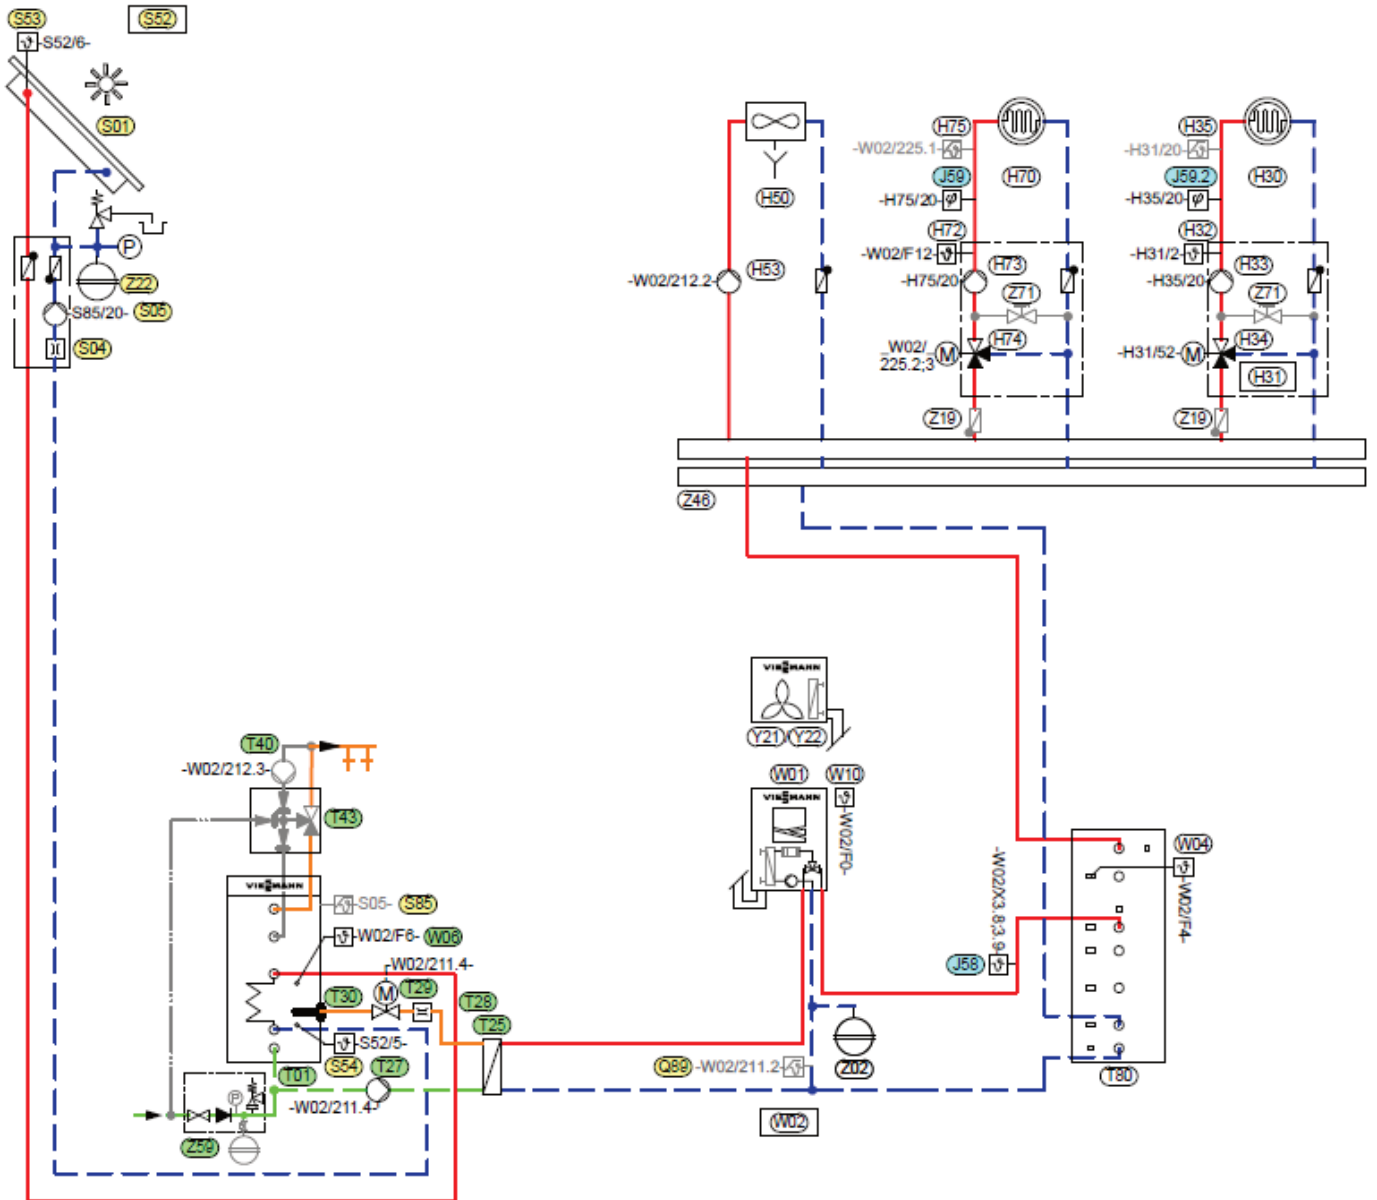 S53
S52
-S52/6-
S01
P
Z22
-S85/20- S05
S04
H75
-W02/225.1-
J59
H70
-H75/20-
H72
-W02/F12-
H73
-H75/20
Z71
_W02/_
225.2;3
M
H74
Z19
H50
H53
-W02/212.2-
H35
-H31/20-
J59.2
H30
-H35/20-
H32
-H31/2-
H33
-H35/20
Z71
-H31/52-
M
H34
H31
Z19
Z46
VIESMANN
Y21/Y22
W01
W10
VIESMANN
-W02/F0-
T40
-W02/212.3-
T43
VIESMANN
-S05- S85
-W02/F6- W06
-W02/211.4-
T30
M
T29
T28
T25
-S52/5-
S54
T27
T01
-W02/211.4-
P
Z59
Q89 -W02/211.2-
Z02
W02
-W02/X3.8;3.9-
J58
W04
-W02/F4-
T80